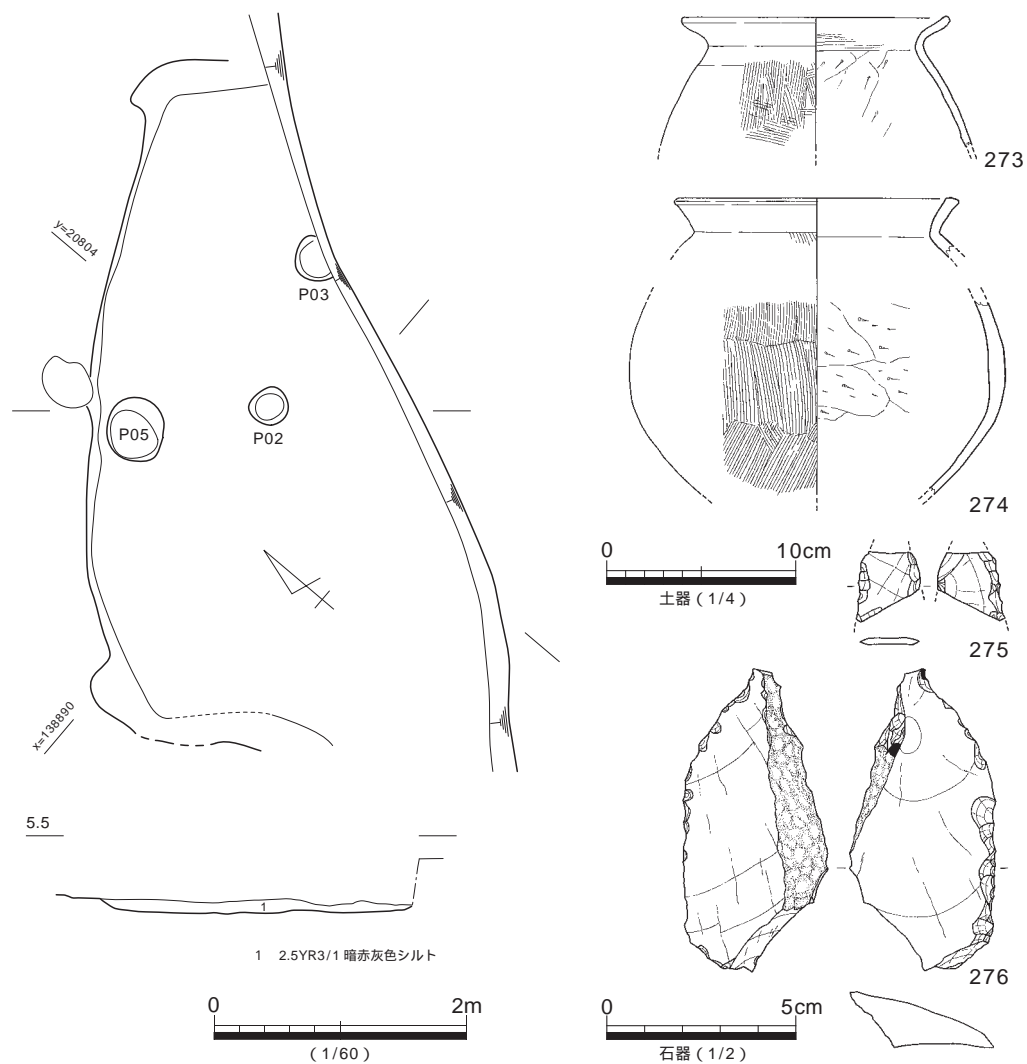 y=20804
P03
P05
P02
x=138890
5.5
1
1 2.5YR3/1 暗赤灰色シルト
0 2m
(1/60)
273
274
0 10cm
土器(1/4)
275
276
0 5cm
石器(1/2)